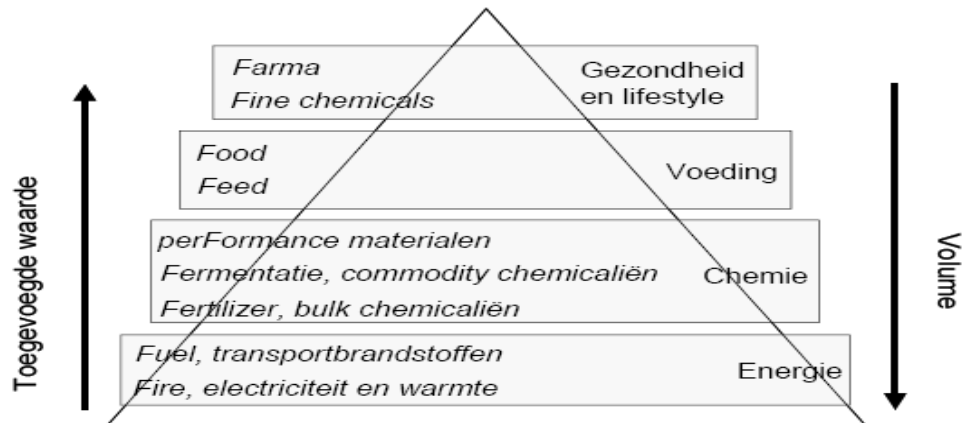 Farma
Fine chemicals
Gezondheid
en lifestyle
Food
Feed
Voeding
perFormance materialen
Fermentatie, commodity chemicaliën
Fertilizer, bulk chemicaliën
Chemie
Fuel, transportbrandstoffen
Fire, electriciteit en warmte
Energie
Toegevoegde waarde
Volume